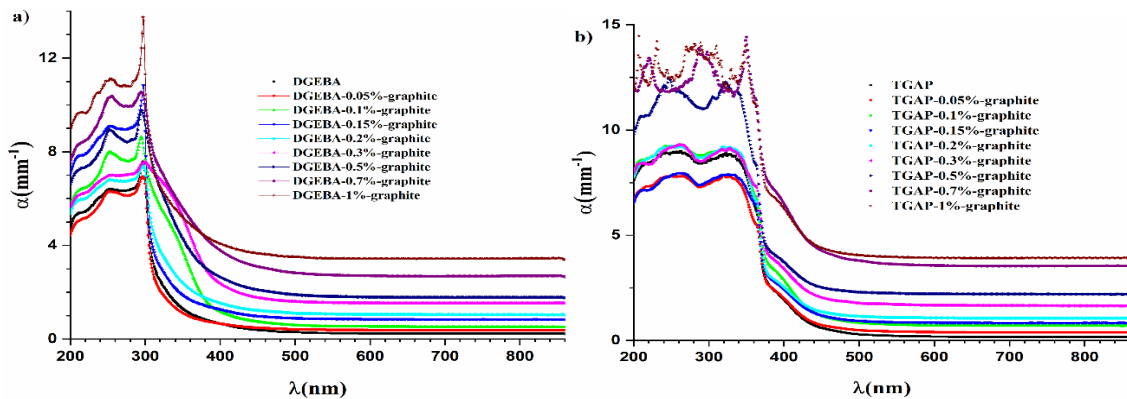 a)
α(mm⁻¹)
12
8
4
0
DGEBA
DGEBA-0.05%-graphite
DGEBA-0.1%-graphite
DGEBA-0.15%-graphite
DGEBA-0.2%-graphite
DGEBA-0.3%-graphite
DGEBA-0.5%-graphite
DGEBA-0.7%-graphite
DGEBA-1%-graphite
200 300 400 500 600 700 800
λ(nm)
b)
α(mm⁻¹)
15
10
5
0
TGAP
TGAP-0.05%-graphite
TGAP-0.1%-graphite
TGAP-0.15%-graphite
TGAP-0.2%-graphite
TGAP-0.3%-graphite
TGAP-0.5%-graphite
TGAP-0.7%-graphite
TGAP-1%-graphite
200 300 400 500 600 700 800
λ(nm)